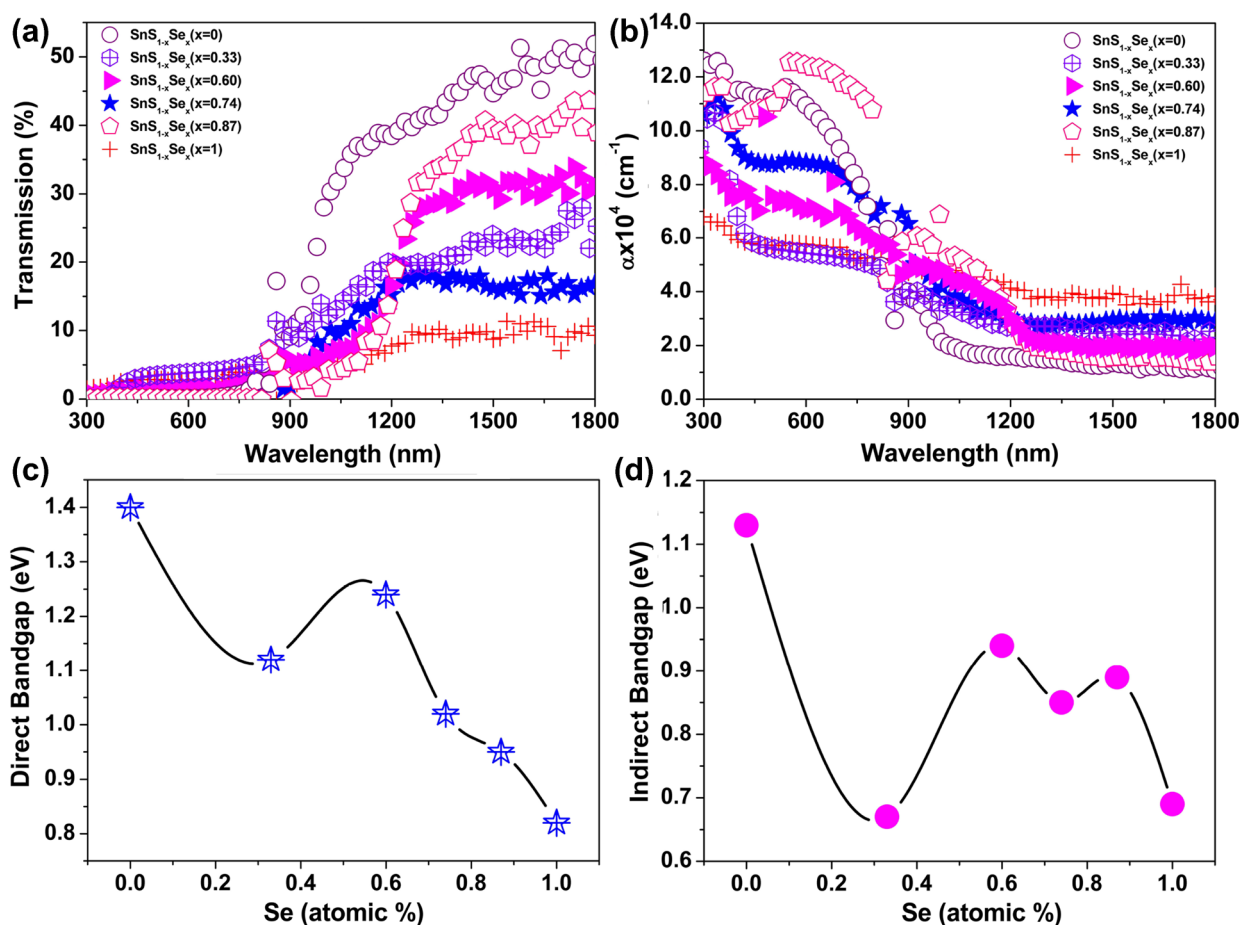 (a)
SnS1-xSex(x=0)
SnS1-xSex(x=0.33)
SnS1-xSex(x=0.60)
SnS1-xSex(x=0.74)
SnS1-xSex(x=0.87)
SnS1-xSex(x=1)
50
40
30
20
10
0
Transmission (%)
300 600 900 1200 1500 1800
Wavelength (nm)
(b)
SnS1-xSex(x=0)
SnS1-xSex(x=0.33)
SnS1-xSex(x=0.60)
SnS1-xSex(x=0.74)
SnS1-xSex(x=0.87)
SnS1-xSex(x=1)
14.0
12.0
10.0
8.0
6.0
4.0
2.0
0.0
αx10⁴ (cm⁻¹)
300 600 900 1200 1500 1800
Wavelength (nm)
(c)
1.4
1.3
1.2
1.1
1.0
0.9
0.8
Direct Bandgap (eV)
0.0 0.2 0.4 0.6 0.8 1.0
Se (atomic %)
(d)
1.2
1.1
1.0
0.9
0.8
0.7
0.6
Indirect Bandgap (eV)
0.0 0.2 0.4 0.6 0.8 1.0
Se (atomic %)